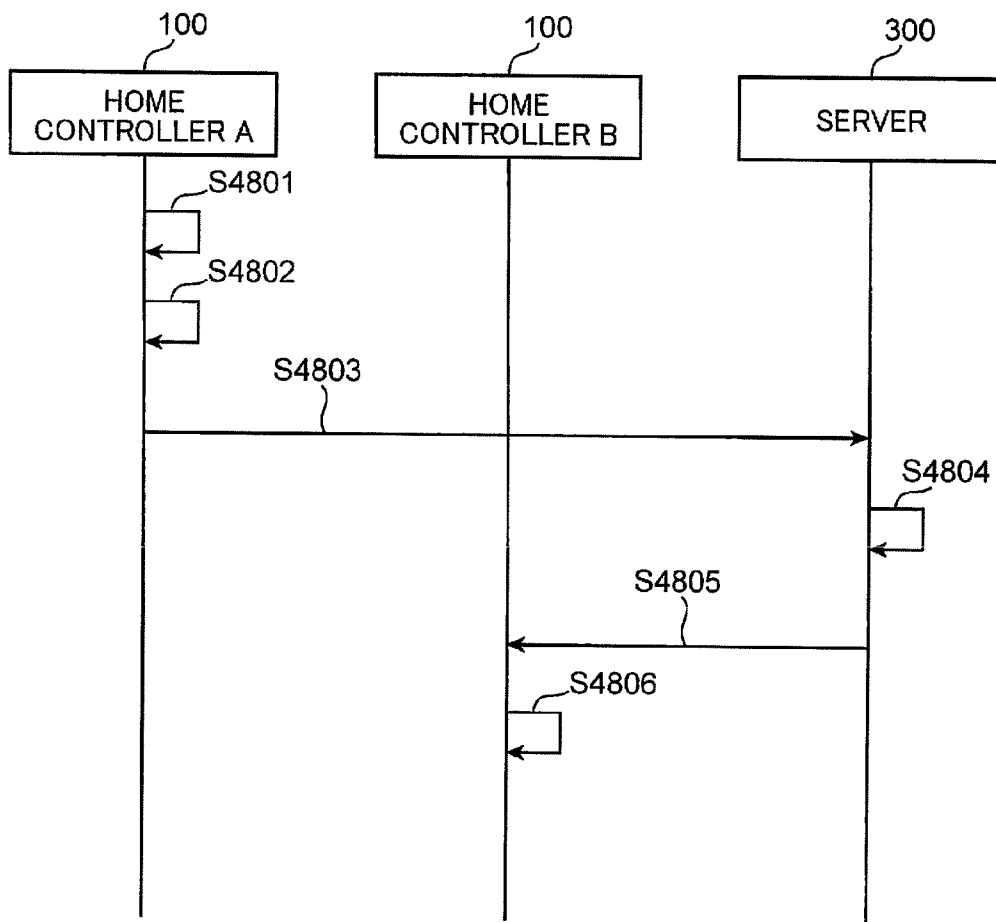 100
100
300
HOME
CONTROLLER A
HOME
CONTROLLER B
SERVER
S4801
S4802
S4803
S4804
S4805
S4806